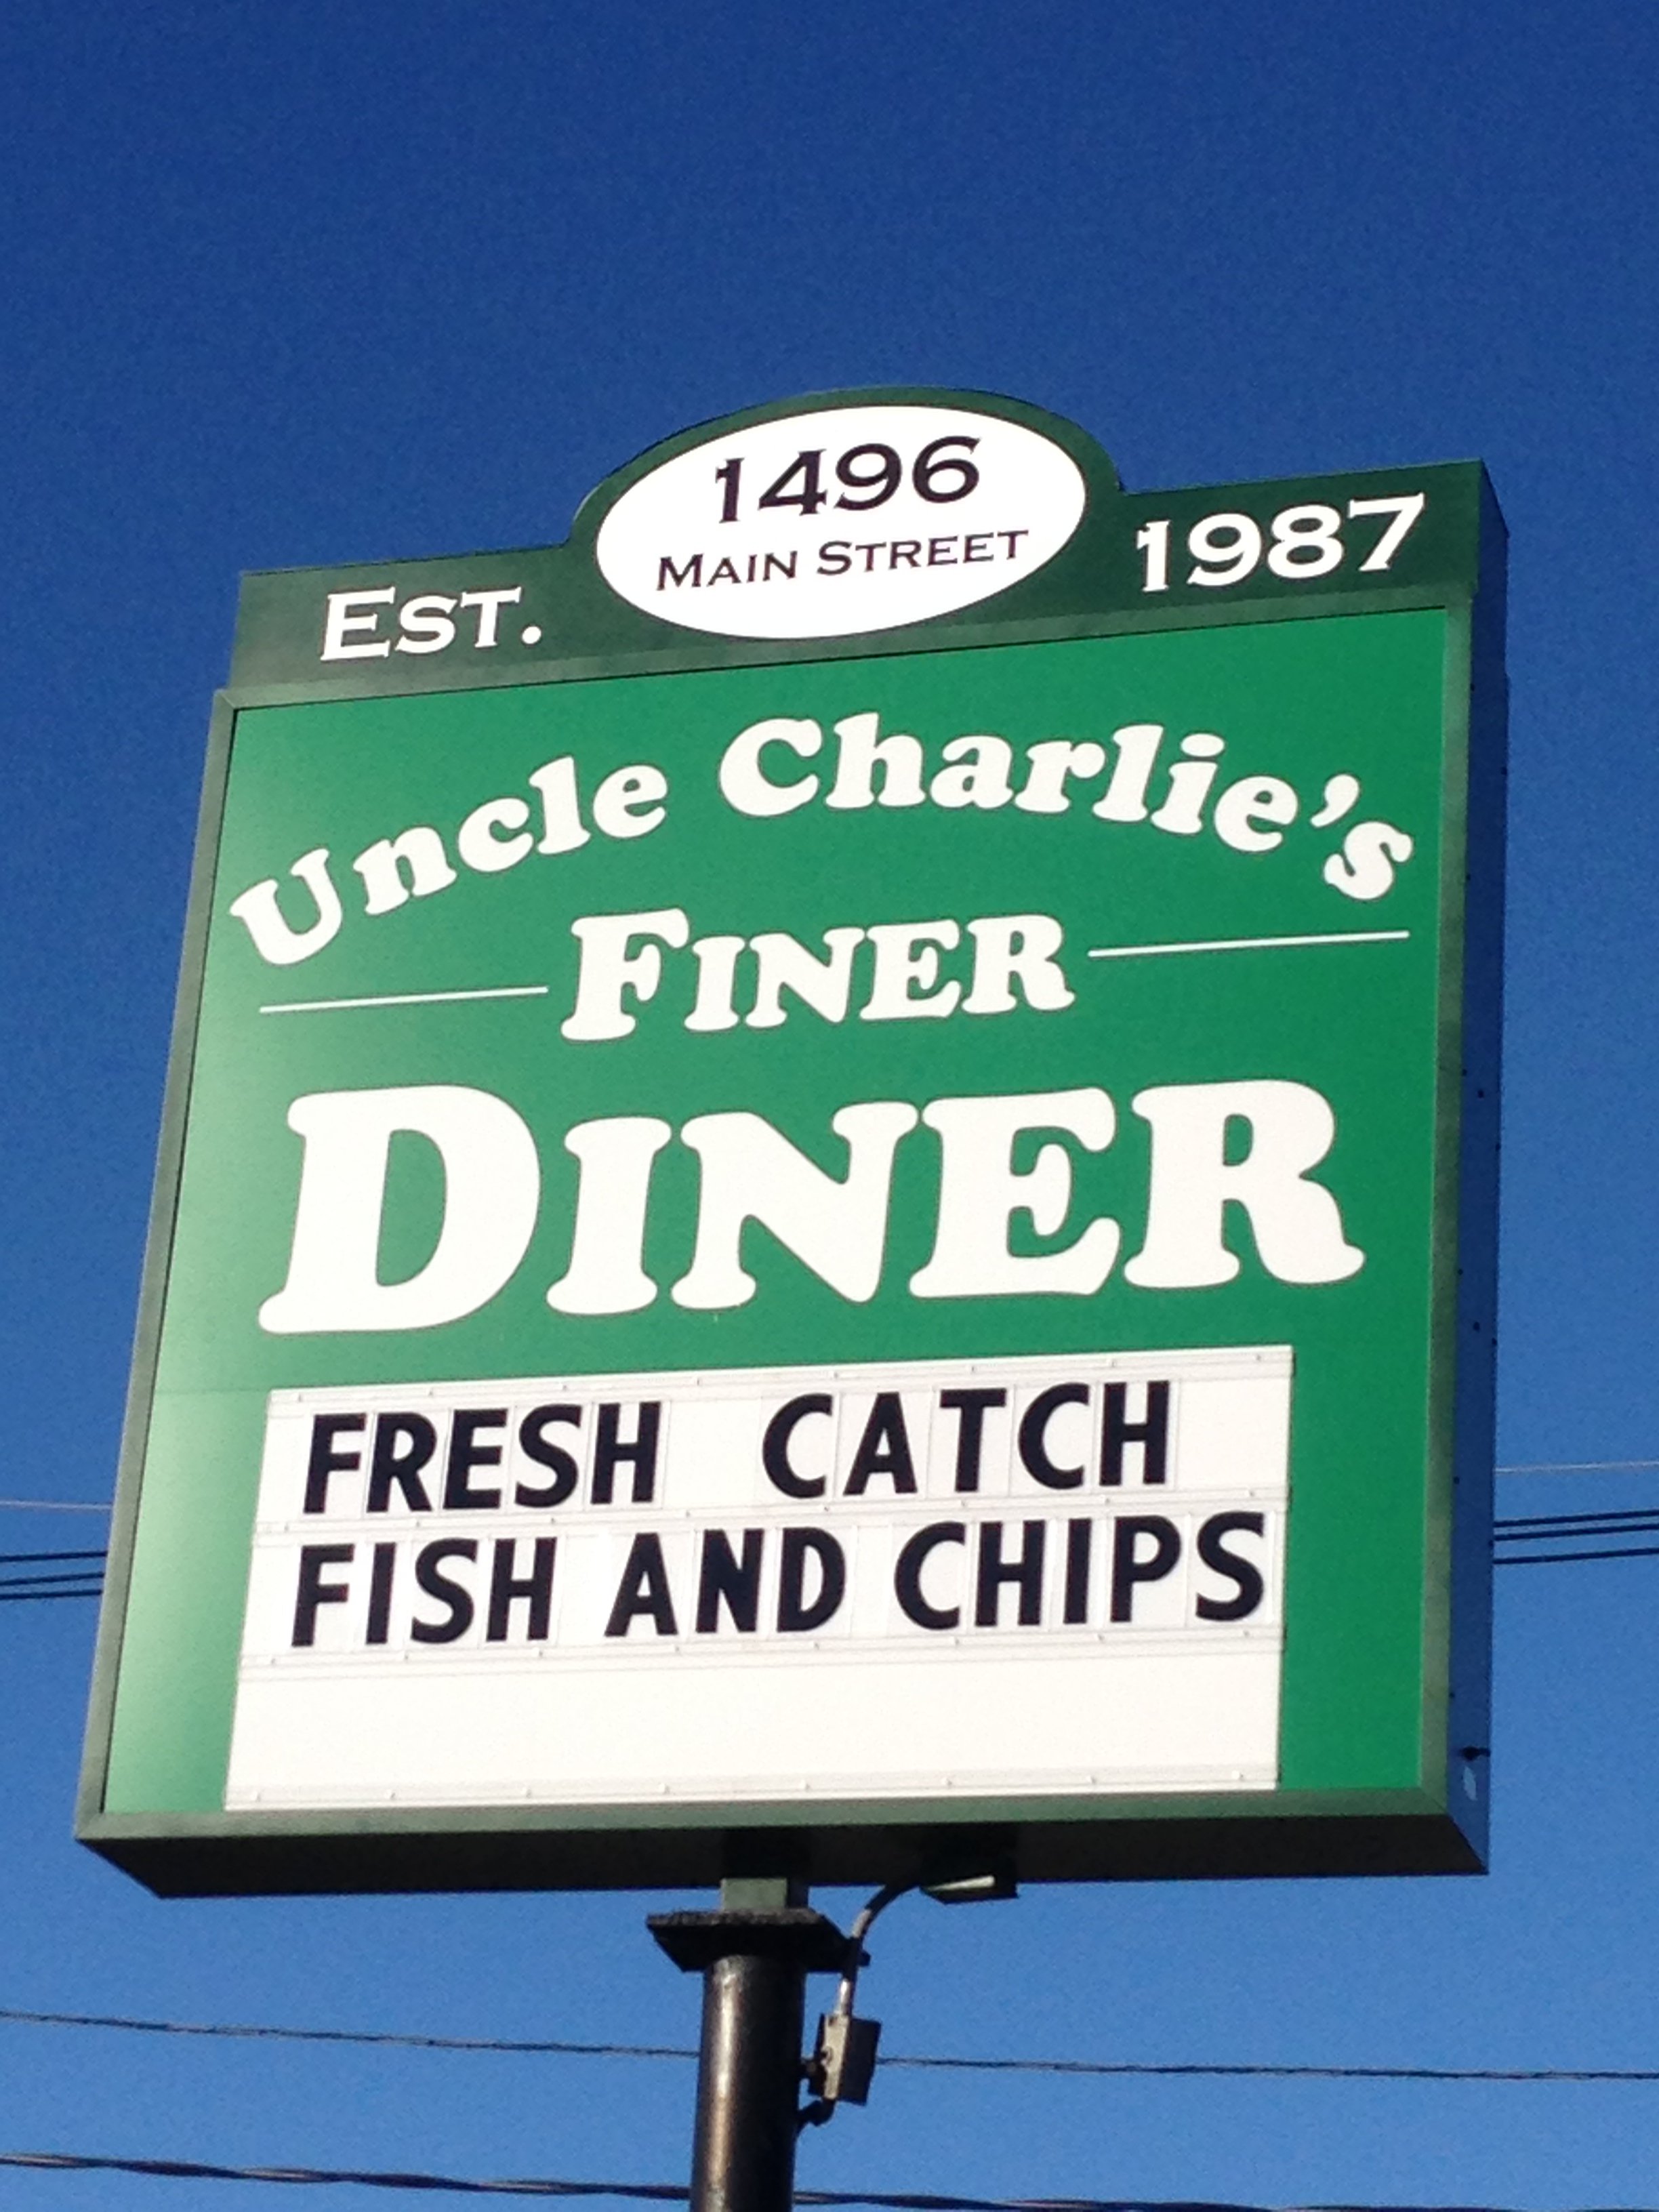 1496
MAIN STREET
EST. 1987
Uncle Charlie's
FINER
DINER
FRESH CATCH
FISH AND CHIPS